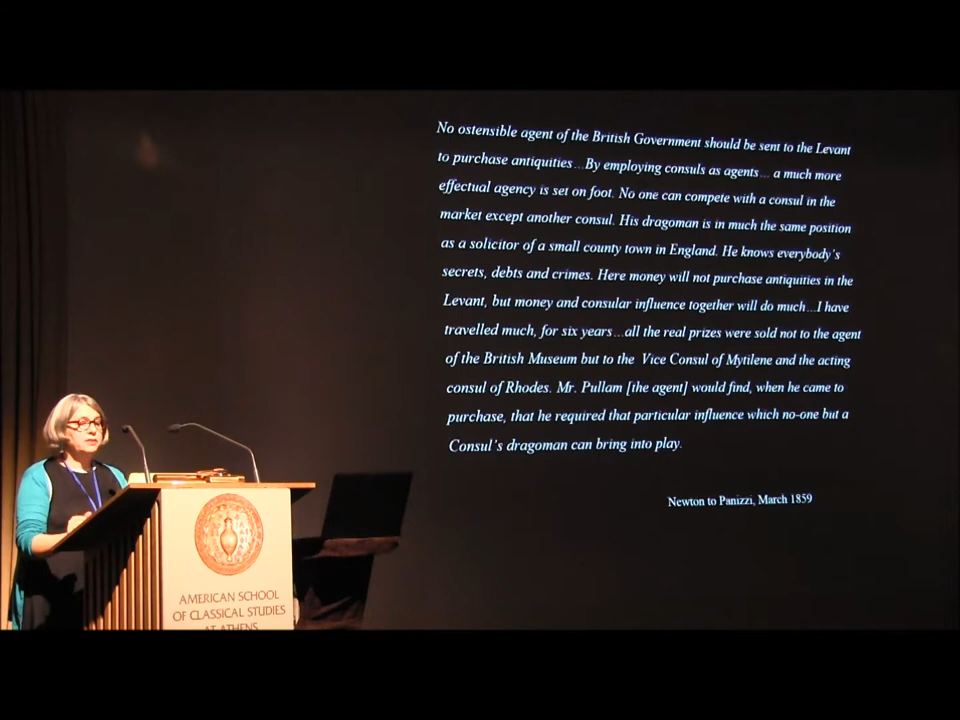 No ostensible agent of the British Government should be sent to the Levant
to purchase antiquities…By employing consuls as agents… a much more
effectual agency is set on foot. No one can compete with a consul in the
market except another consul. His dragoman is in much the same position
as a solicitor of a small county town in England. He knows everybody's
secrets, debts and crimes. Here money will not purchase antiquities in the
Levant, but money and consular influence together will do much…I have
travelled much, for six years…all the real prizes were sold not to the agent
of the British Museum but to the Vice Consul of Mytilene and the acting
consul of Rhodes. Mr. Pullam [the agent] would find, when he came to
purchase, that he required that particular influence which no-one but a
Consul's dragoman can bring into play.
Newton to Panizzi, March 1859
AMERICAN SCHOOL
OF CLASSICAL STUDIES
AT ATHENS